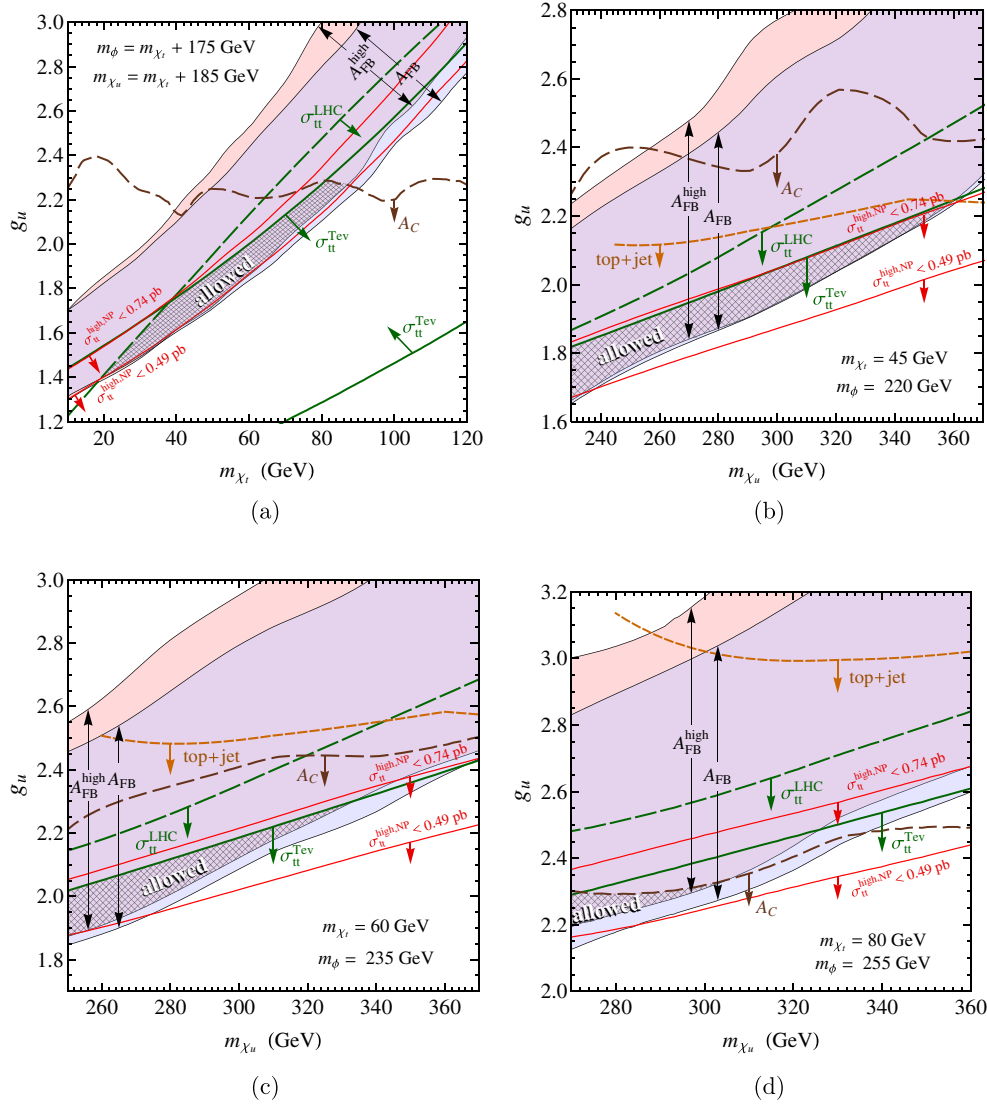 3.0
2.8
2.6
2.4
2.2
2.0
1.8
1.6
1.4
1.2
g_u
m_ϕ = m_χt + 175 GeV
m_χu = m_χt + 185 GeV
A_FB^high
A_FB
σ_tt^LHC
A_C
σ_tt^Tev
allowed
σ_tt^high,NP < 0.74 pb
σ_tt^high,NP < 0.49 pb
σ_tt^Tev
20 40 60 80 100 120
m_χt (GeV)
(a)
2.8
2.6
2.4
2.2
2.0
1.8
1.6
g_u
A_C
A_FB^high
A_FB
σ_tt^high,NP < 0.74 pb
top+jet
σ_tt^LHC
σ_tt^Tev
σ_tt^high,NP < 0.49 pb
allowed
m_χt = 45 GeV
m_ϕ = 220 GeV
240 260 280 300 320 340 360
m_χu (GeV)
(b)
3.0
2.8
2.6
2.4
2.2
2.0
1.8
g_u
top+jet
A_FB^high
A_FB
A_C
σ_tt^high,NP < 0.74 pb
σ_tt^LHC
σ_tt^Tev
σ_tt^high,NP < 0.49 pb
allowed
m_χt = 60 GeV
m_ϕ = 235 GeV
260 280 300 320 340 360
m_χu (GeV)
(c)
3.2
3.0
2.8
2.6
2.4
2.2
2.0
g_u
top+jet
A_FB^high
A_FB
σ_tt^LHC
σ_tt^high,NP < 0.74 pb
σ_tt^Tev
allowed
A_C
σ_tt^high,NP < 0.49 pb
m_χt = 80 GeV
m_ϕ = 255 GeV
280 300 320 340 360
m_χu (GeV)
(d)